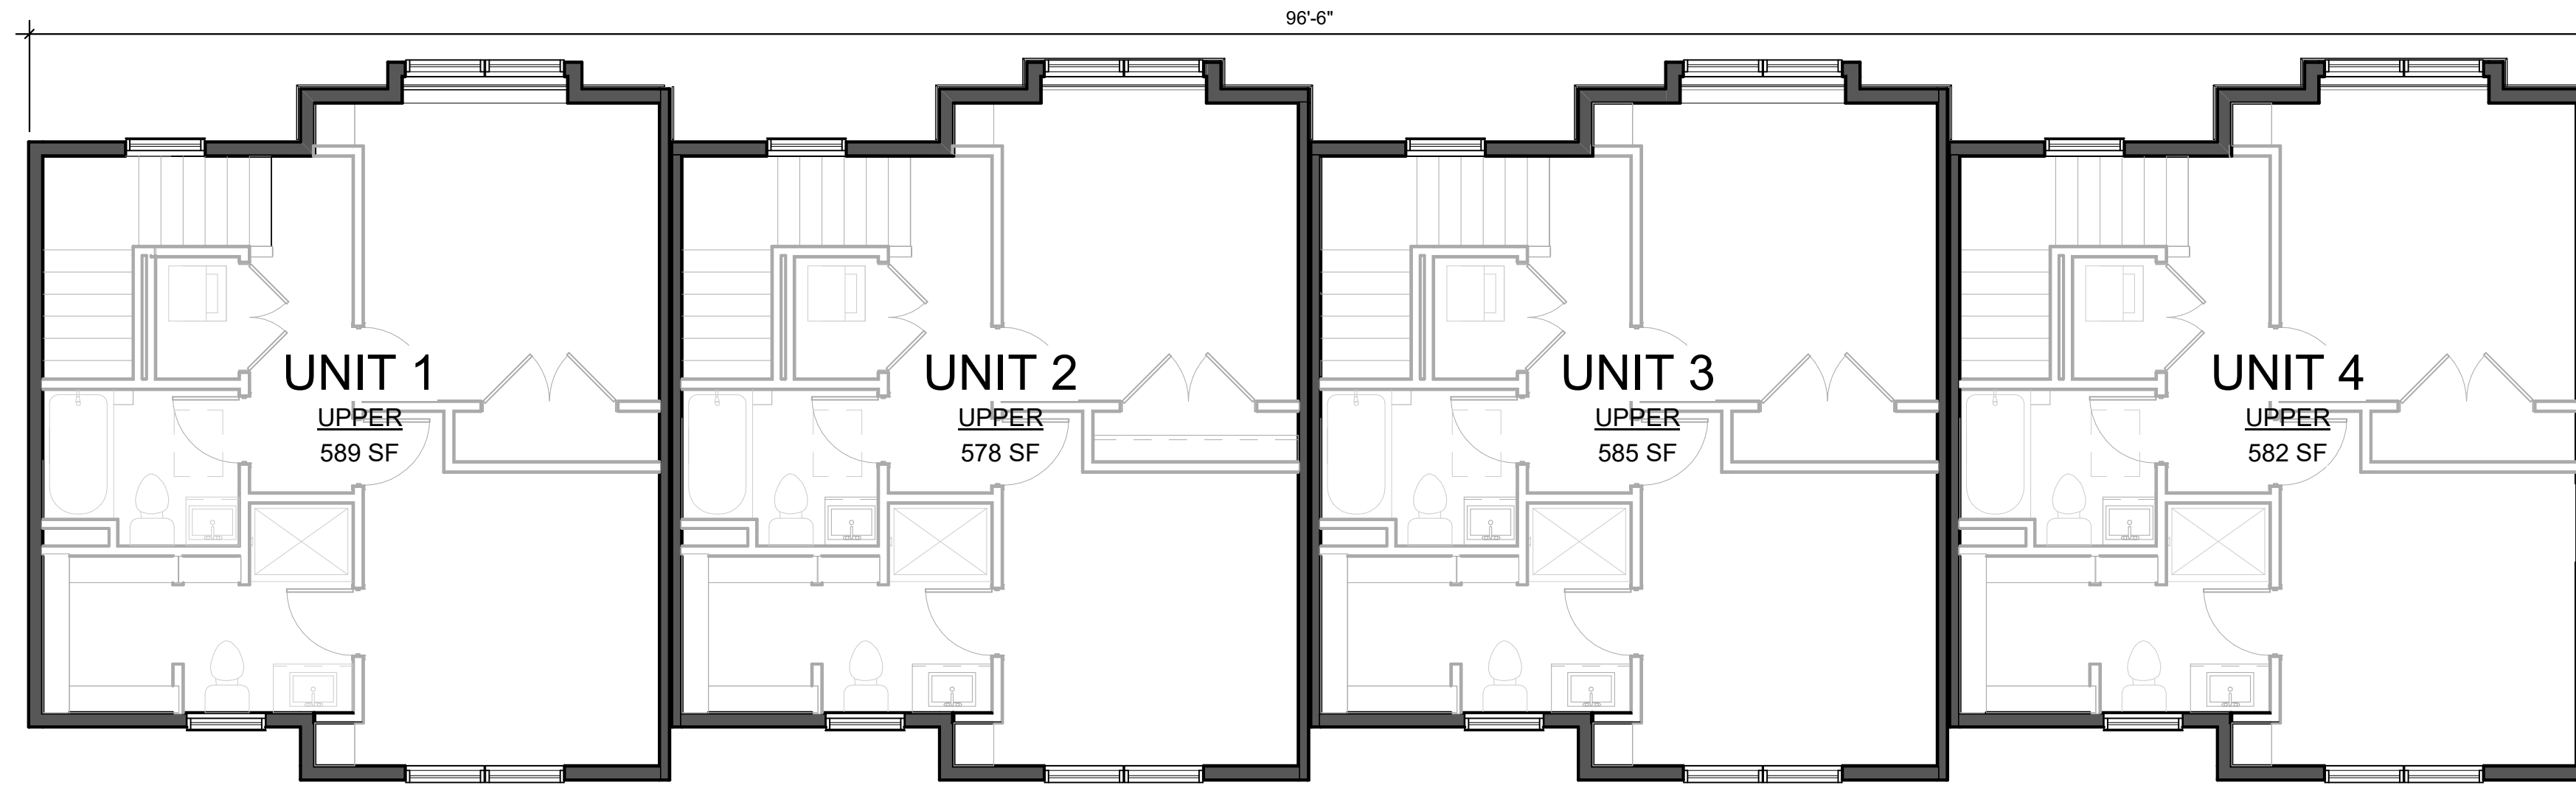 96'-6"
UNIT 1
UPPER
589 SF
UNIT 2
UPPER
578 SF
UNIT 3
UPPER
585 SF
UNIT 4
UPPER
582 SF